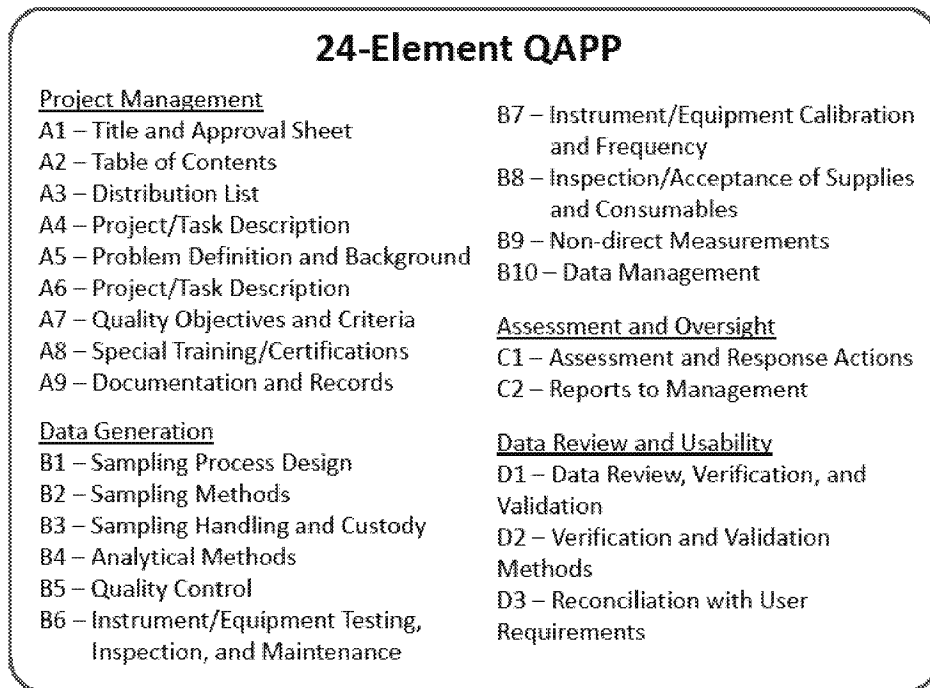 24-Element QAPP
Project Management
A1 – Title and Approval Sheet
A2 – Table of Contents
A3 – Distribution List
A4 – Project/Task Description
A5 – Problem Definition and Background
A6 – Project/Task Description
A7 – Quality Objectives and Criteria
A8 – Special Training/Certifications
A9 – Documentation and Records
Data Generation
B1 – Sampling Process Design
B2 – Sampling Methods
B3 – Sampling Handling and Custody
B4 – Analytical Methods
B5 – Quality Control
B6 – Instrument/Equipment Testing,
Inspection, and Maintenance
B7 – Instrument/Equipment Calibration
and Frequency
B8 – Inspection/Acceptance of Supplies
and Consumables
B9 – Non-direct Measurements
B10 – Data Management
Assessment and Oversight
C1 – Assessment and Response Actions
C2 – Reports to Management
Data Review and Usability
D1 – Data Review, Verification, and
Validation
D2 – Verification and Validation
Methods
D3 – Reconciliation with User
Requirements